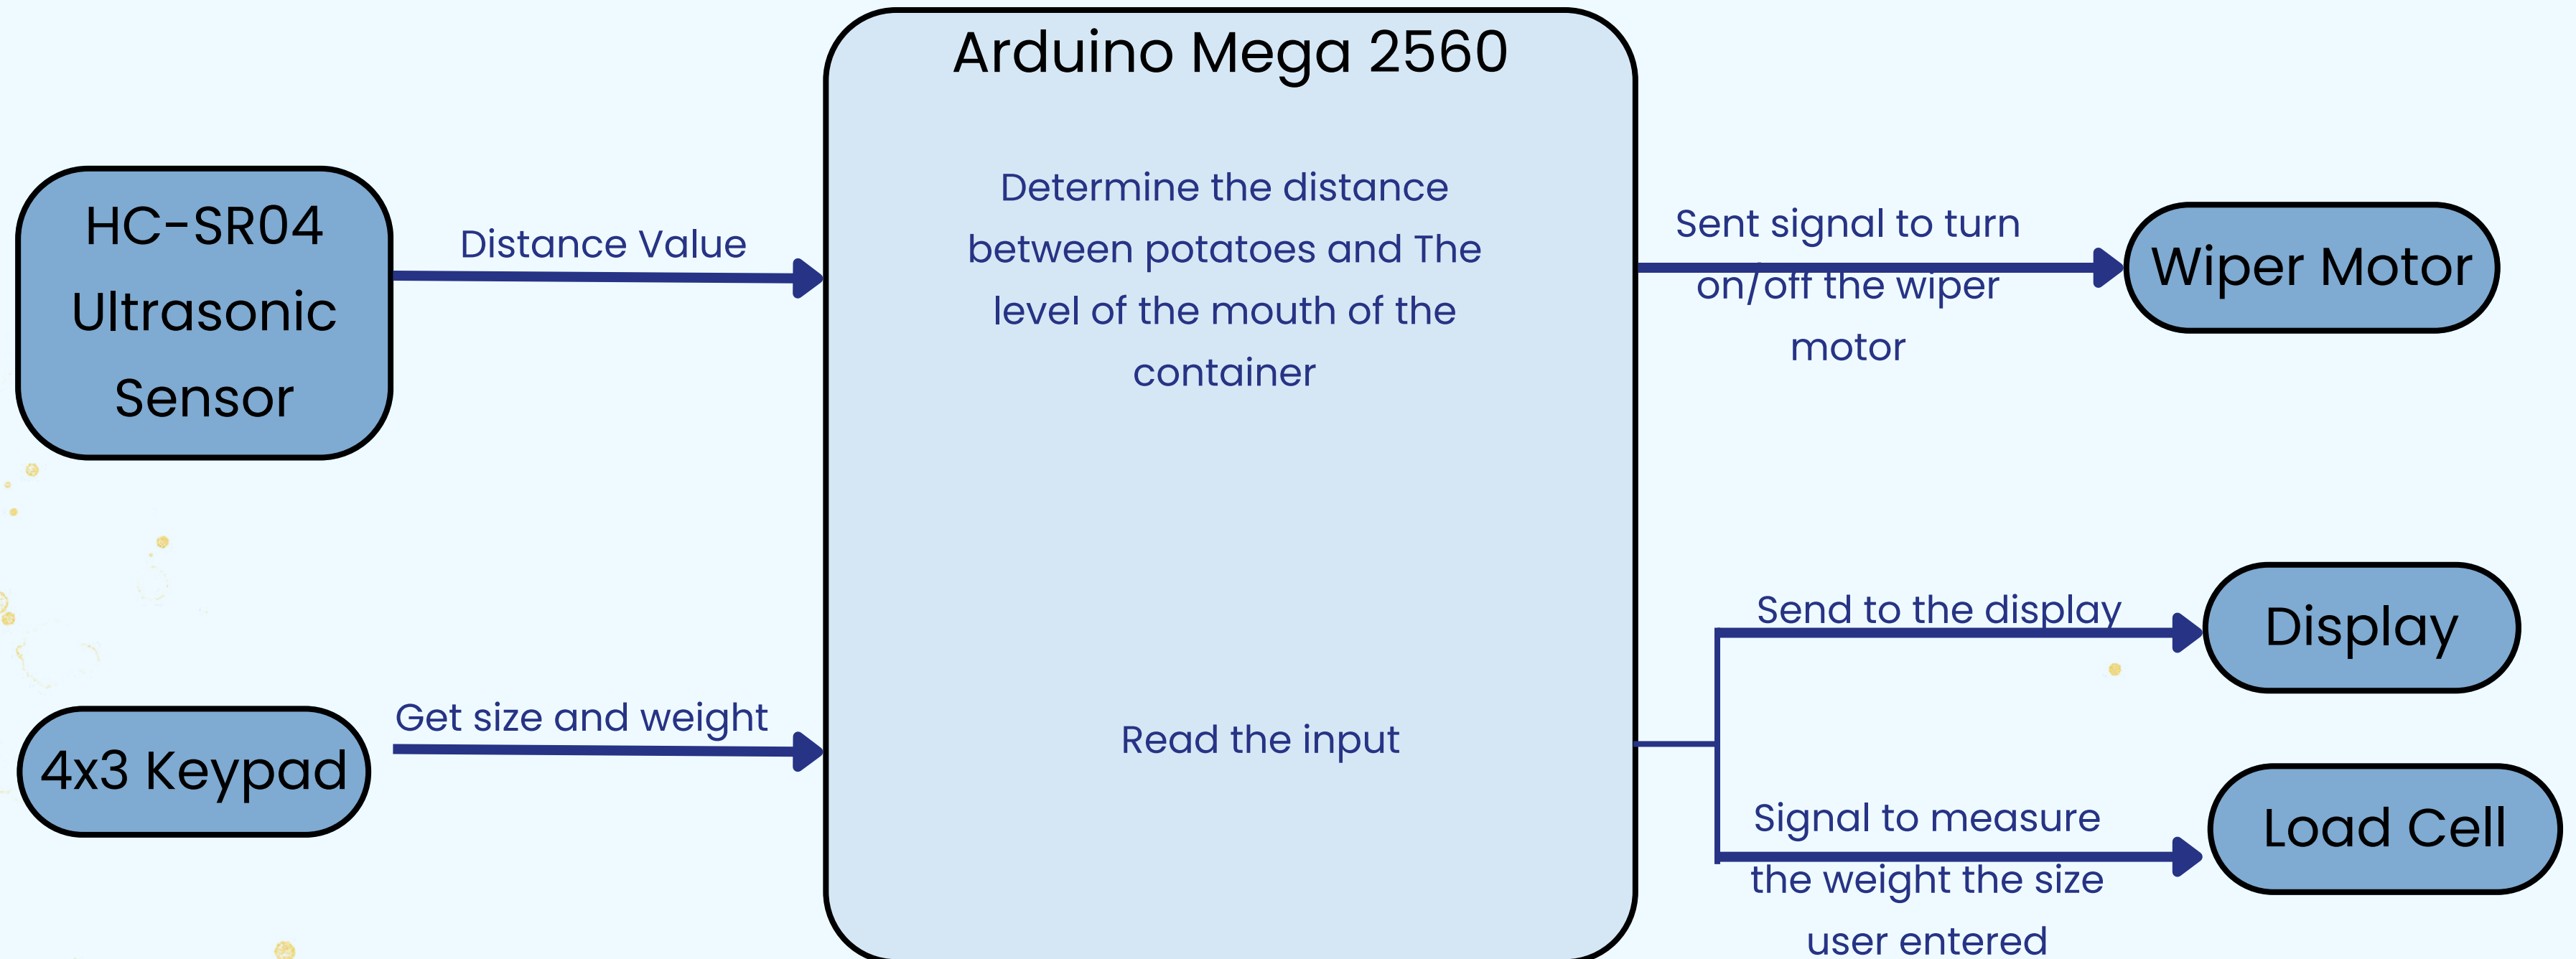 Arduino Mega 2560
HC-SR04
Ultrasonic
Sensor
Distance Value
Determine the distance
between potatoes and The
level of the mouth of the
container
Sent signal to turn
on/off the wiper
motor
Wiper Motor
4x3 Keypad
Get size and weight
Read the input
Send to the display
Display
Signal to measure
the weight the size
user entered
Load Cell